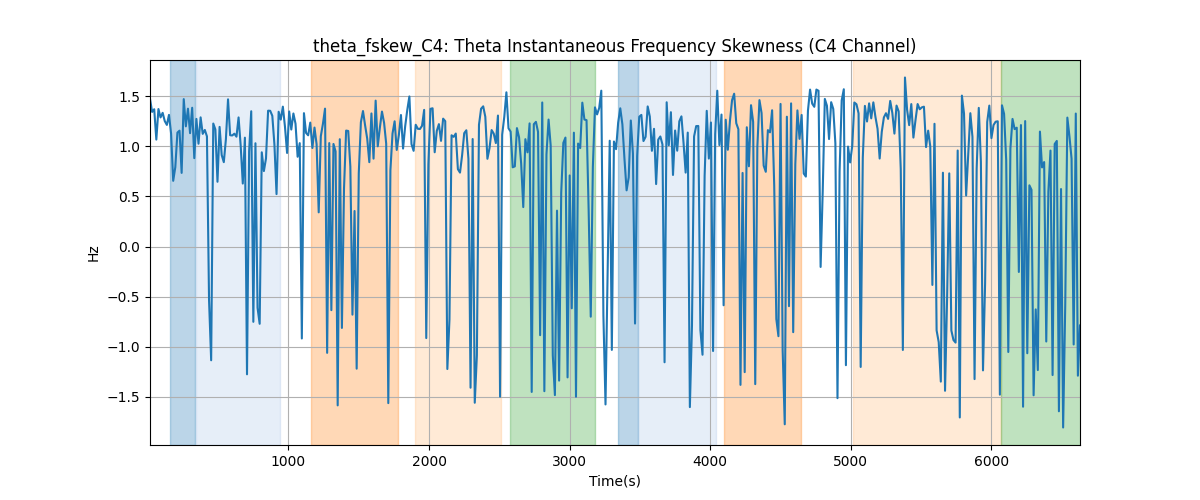 theta_fskew_C4: Theta Instantaneous Frequency Skewness (C4 Channel)
1.5
1.0
0.5
0.0
−0.5
−1.0
−1.5
Hz
1000 2000 3000 4000 5000 6000
Time(s)